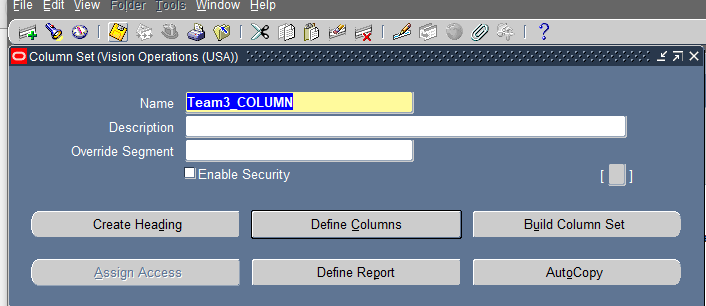 File Edit View Folder Tools Window Help
Column Set (Vision Operations (USA))
Name Team3_COLUMN
Description
Override Segment
Enable Security [ ]
Create Heading Define Columns Build Column Set
Assign Access Define Report AutoCopy